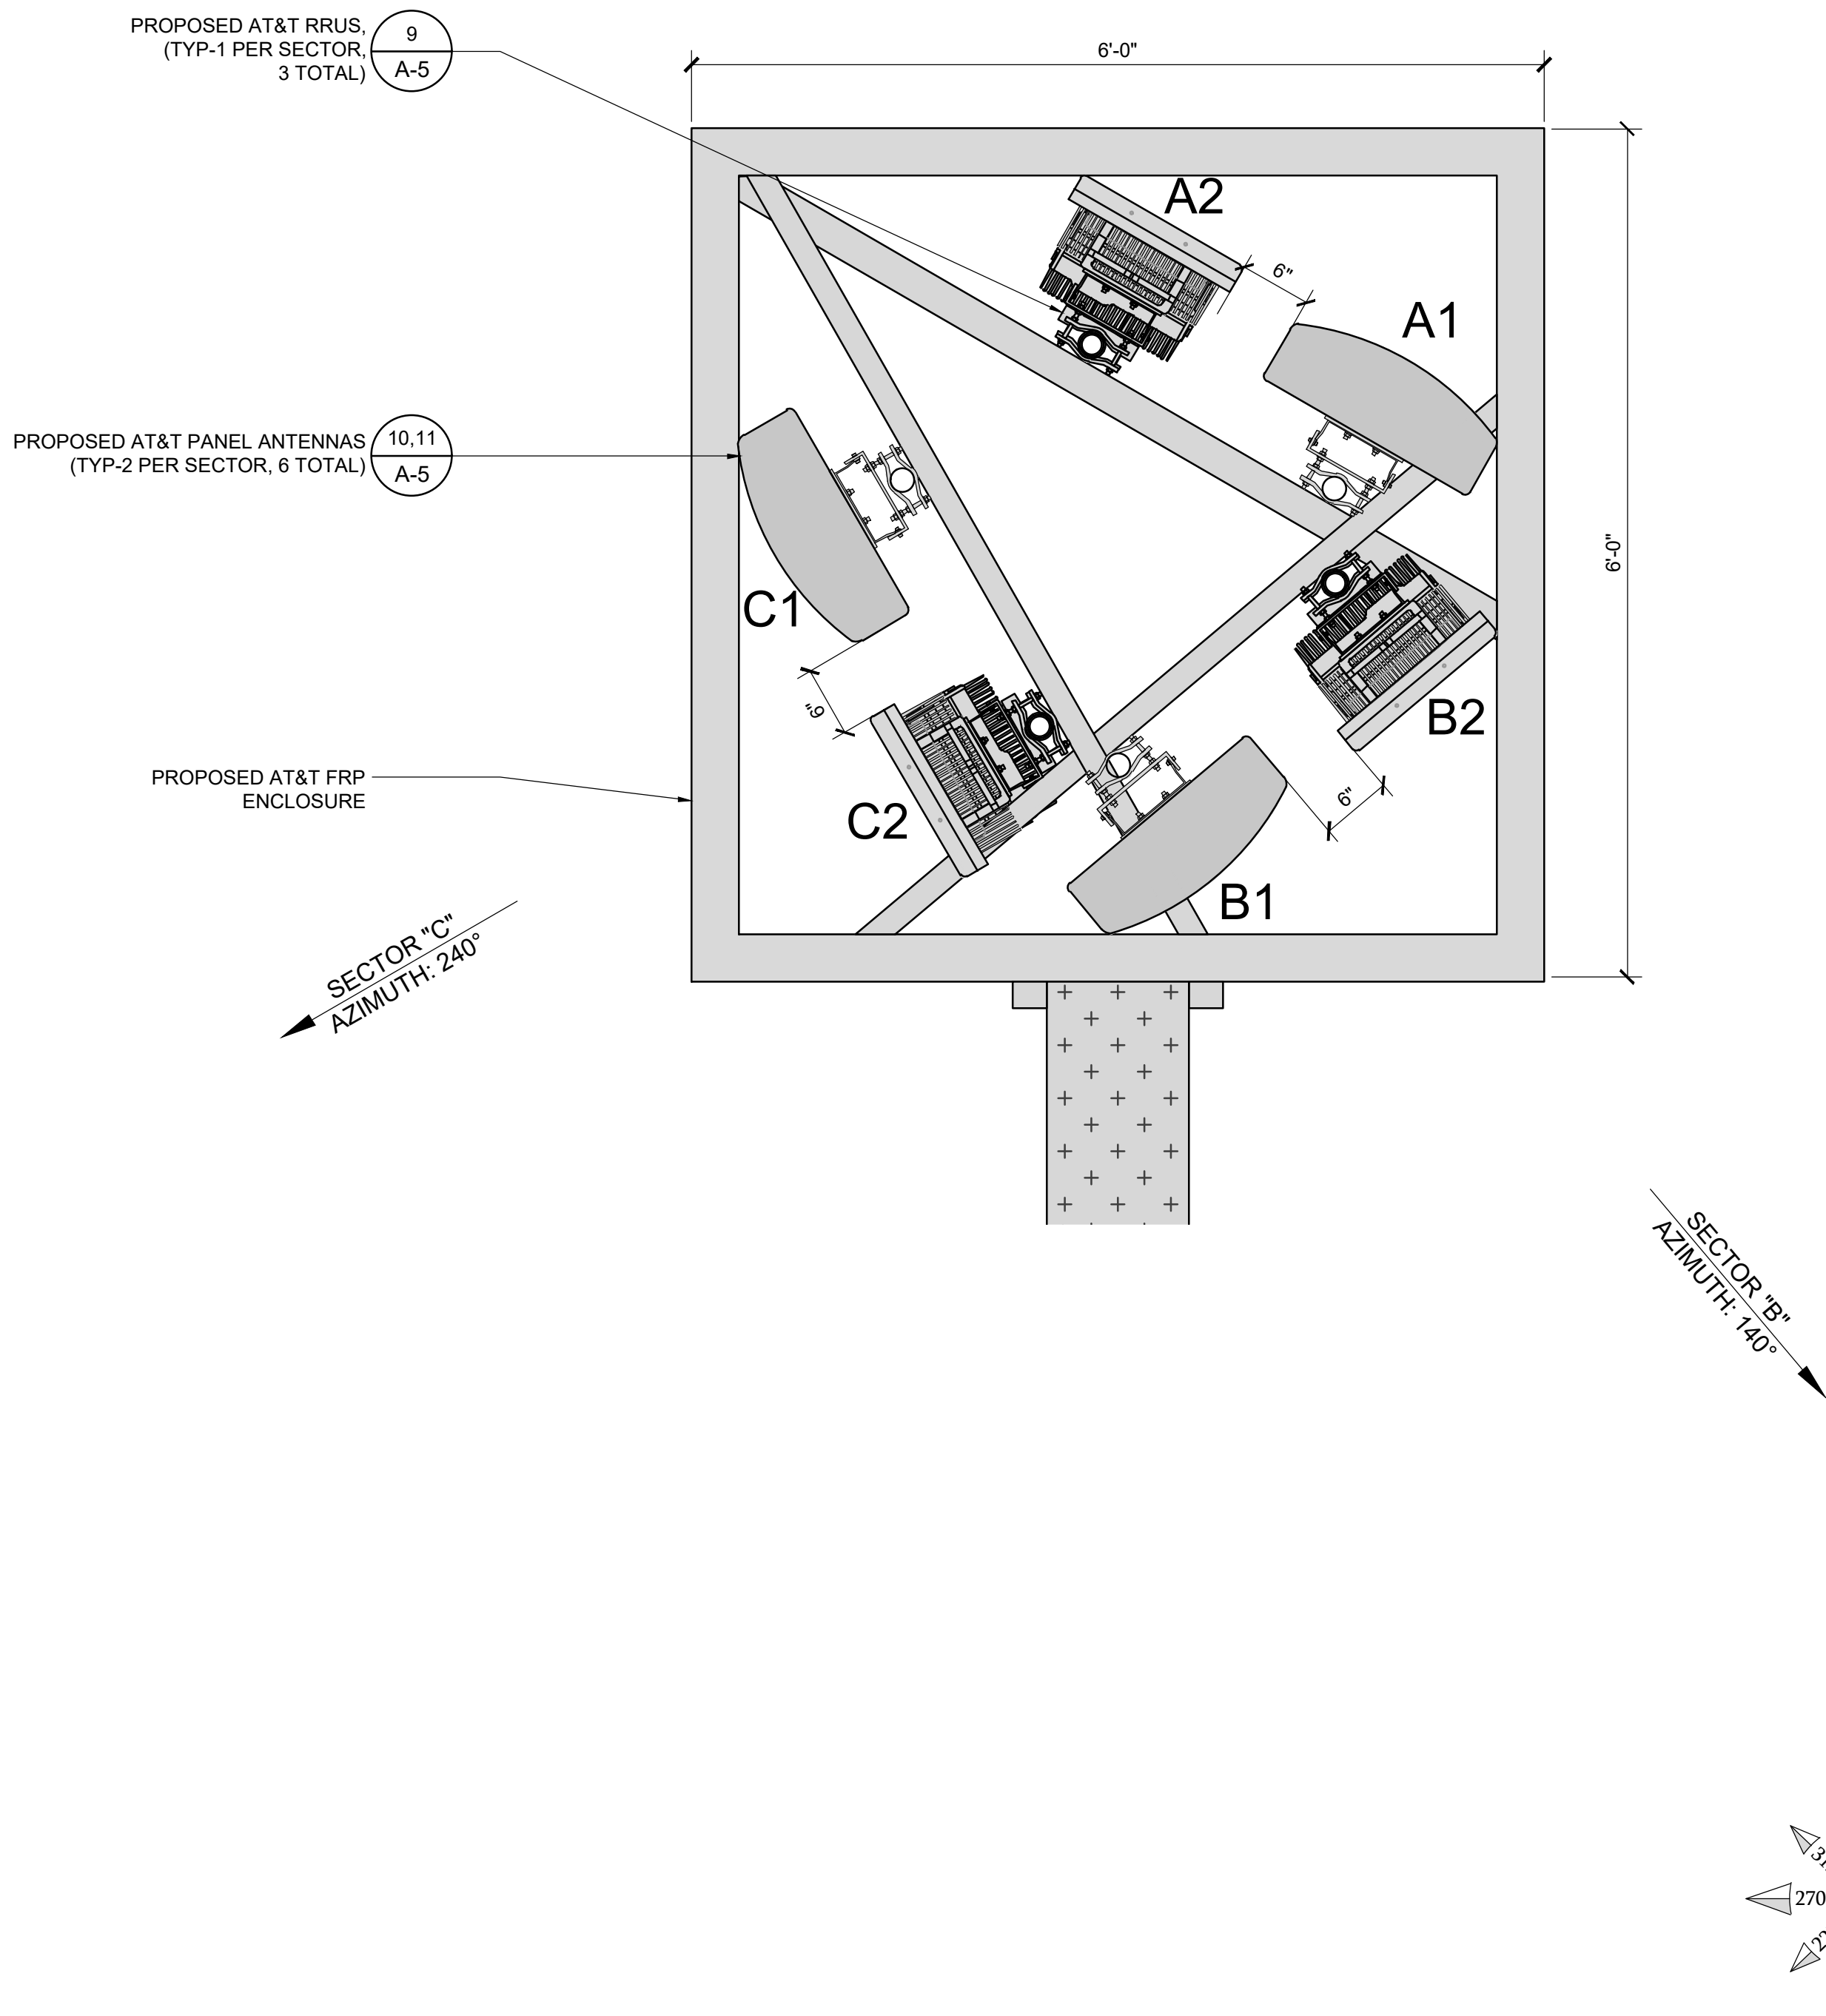 PROPOSED AT&T RRUS,
(TYP-1 PER SECTOR,
3 TOTAL)
9
A-5
6'-0"
A2
6"
A1
PROPOSED AT&T PANEL ANTENNAS
(TYP-2 PER SECTOR, 6 TOTAL)
10,11
A-5
6'-0"
C1
6"
B2
PROPOSED AT&T FRP
ENCLOSURE
6"
C2
B1
SECTOR "C"
AZIMUTH: 240°
SECTOR "B"
AZIMUTH: 140°
270